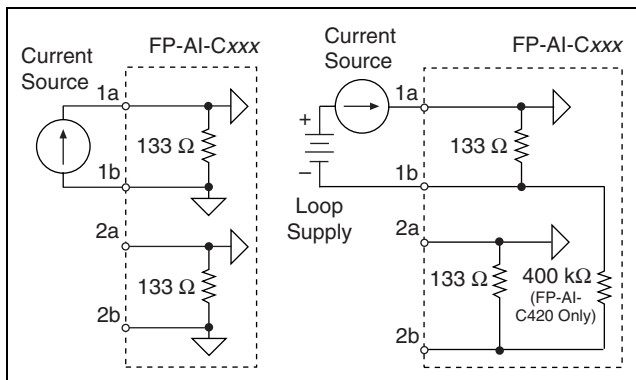 FP-AI-Cxxx
Current
Source
1a
133 Ω
1b
2a
133 Ω
2b
Current
Source
FP-AI-Cxxx
1a
+
133 Ω
−
1b
Loop
Supply
2a
133 Ω
400 kΩ
(FP-AI-
C420 Only)
2b